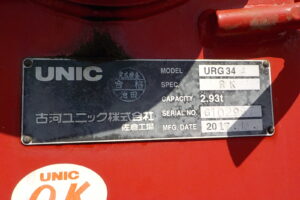 UNIC
MODEL URG34
SPEC.
CAPACITY 2.93t
SERIAL NO
MFG. DATE 2017
古河ユニック株式会社
佐倉工場
UNIC
OK